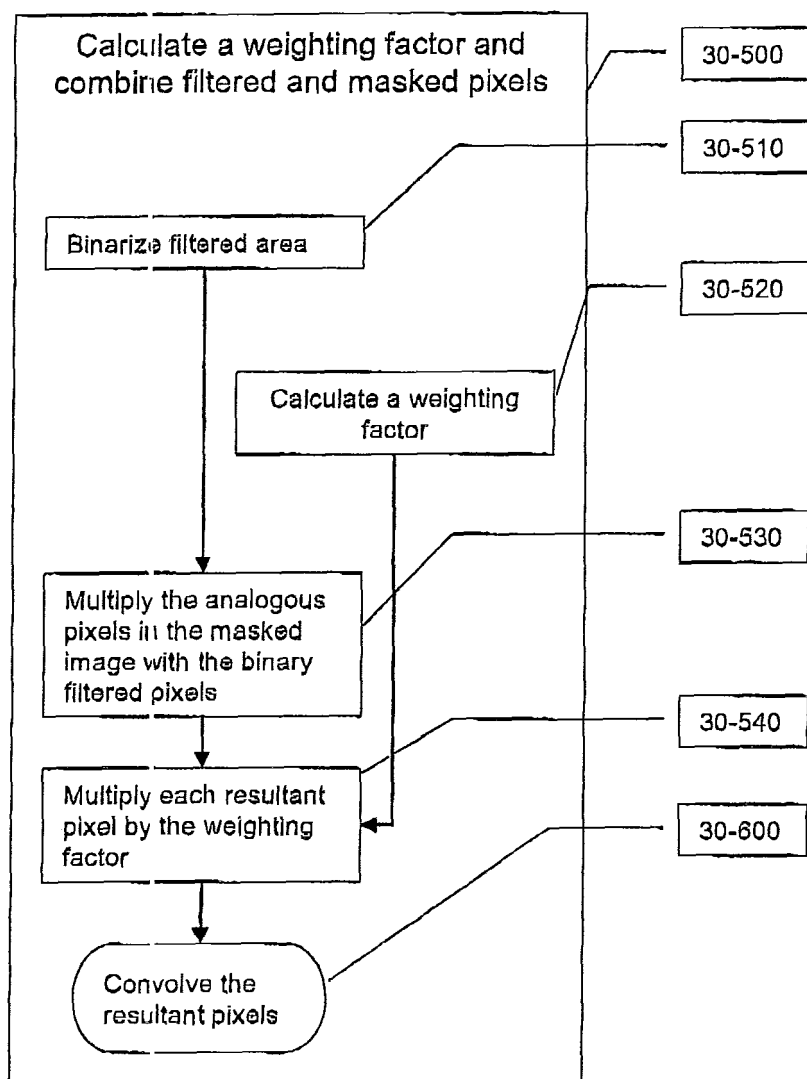 Calculate a weighting factor and
combine filtered and masked pixels
30-500
30-510
Binarize filtered area
30-520
Calculate a weighting
factor
30-530
Multiply the analogous
pixels in the masked
image with the binary
filtered pixels
30-540
Multiply each resultant
pixel by the weighting
factor
30-600
Convolve the
resultant pixels